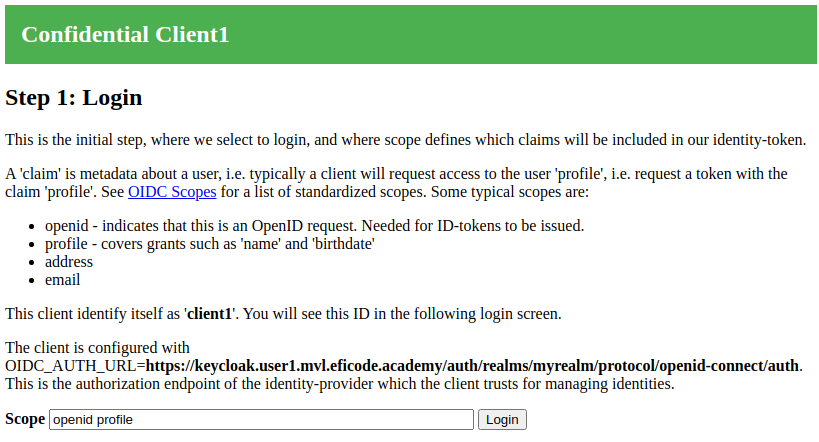 Confidential Client1
Step 1: Login
This is the initial step, where we select to login, and where scope defines which claims will be included in our identity-token.
A 'claim' is metadata about a user, i.e. typically a client will request access to the user 'profile', i.e. request a token with the
claim 'profile'. See OIDC Scopes for a list of standardized scopes. Some typical scopes are:
openid - indicates that this is an OpenID request. Needed for ID-tokens to be issued.
profile - covers grants such as 'name' and 'birthdate'
address
email
This client identify itself as 'client1'. You will see this ID in the following login screen.
The client is configured with
OIDC_AUTH_URL=https://keycloak.user1.mvl.eficode.academy/auth/realms/myrealm/protocol/openid-connect/auth.
This is the authorization endpoint of the identity-provider which the client trusts for managing identities.
Scope openid profile Login